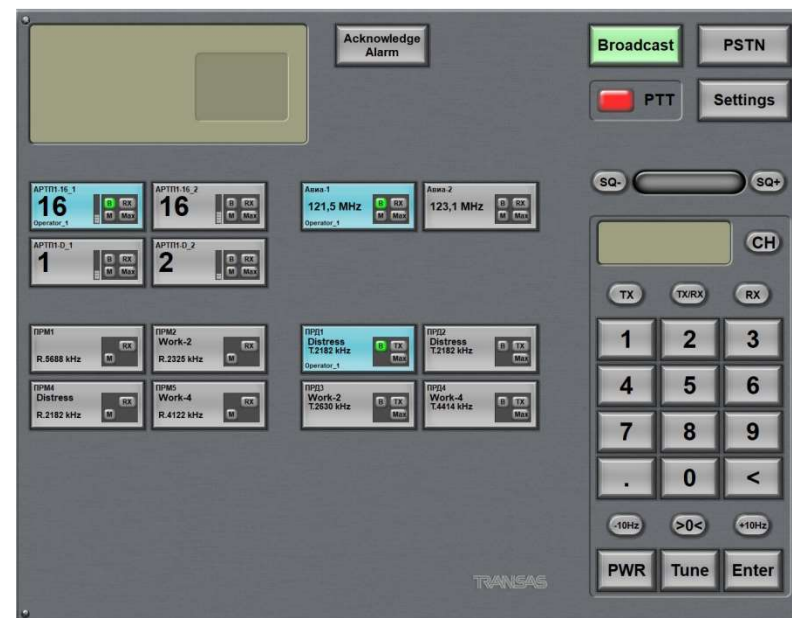 Acknowledge
Alarm
Broadcast
PSTN
PTT
Settings
SQ-
SQ+
АРТП1-16_1
16
B
RX
M
Max
Operator_1
АРТП1-16_2
16
B
RX
M
Max
Авиа-1
121,5 MHz
B
RX
M
Max
Operator_1
Авиа-2
123,1 MHz
B
RX
M
Max
АРТП1-D_1
1
B
RX
M
Max
АРТП1-D_2
2
B
RX
M
Max
CH
TX
TX/RX
RX
ПРМ1
R.5688 kHz
RX
M
ПРМ2
Work-2
R.2325 kHz
RX
M
ПРД1
Distress
T.2182 kHz
B
TX
Max
Operator_1
ПРД2
Distress
T.2182 kHz
B
TX
Max
ПРМ4
Distress
R.2182 kHz
RX
M
ПРМ5
Work-4
R.4122 kHz
RX
M
ПРД3
Work-2
T.2630 kHz
B
TX
Max
ПРД4
Work-4
T.4414 kHz
B
TX
Max
1
2
3
4
5
6
7
8
9
.
0
<
-10Hz
>0<
+10Hz
PWR
Tune
Enter
TRANSAS